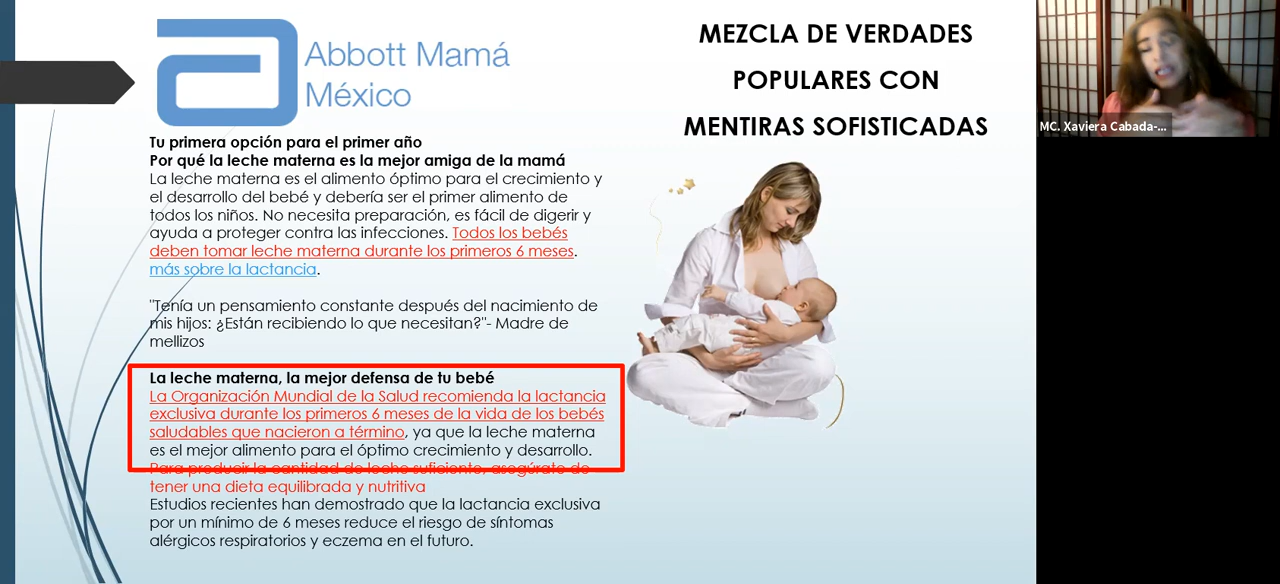 Abbott Mamá
México
MEZCLA DE VERDADES
POPULARES CON
MENTIRAS SOFISTICADAS
MC. Xaviera Cabada-...
Tu primera opción para el primer año
Por qué la leche materna es la mejor amiga de la mamá
La leche materna es el alimento óptimo para el crecimiento y
el desarrollo del bebé y debería ser el primer alimento de
todos los niños. No necesita preparación, es fácil de digerir y
ayuda a proteger contra las infecciones. Todos los bebés
deben tomar leche materna durante los primeros 6 meses.
más sobre la lactancia.
"Tenía un pensamiento constante después del nacimiento de
mis hijos: ¿Están recibiendo lo que necesitan?"- Madre de
mellizos
La leche materna, la mejor defensa de tu bebé
La Organización Mundial de la Salud recomienda la lactancia
exclusiva durante los primeros 6 meses de la vida de los bebés
saludables que nacieron a término, ya que la leche materna
es el mejor alimento para el óptimo crecimiento y desarrollo.
Para producir la cantidad de leche suficiente, asegúrate de
tener una dieta equilibrada y nutritiva
Estudios recientes han demostrado que la lactancia exclusiva
por un mínimo de 6 meses reduce el riesgo de síntomas
alérgicos respiratorios y eczema en el futuro.